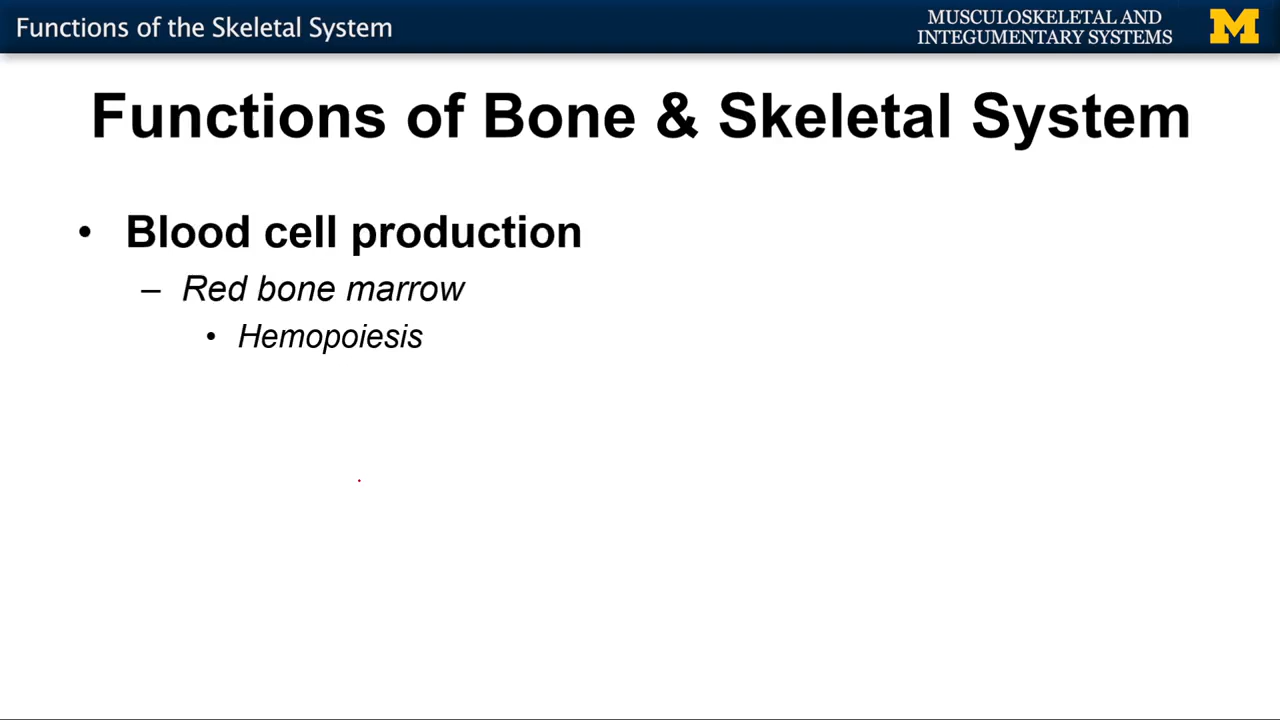 Functions of the Skeletal System
MUSCULOSKELETAL AND
INTEGUMENTARY SYSTEMS
M
Functions of Bone & Skeletal System
• Blood cell production
– Red bone marrow
• Hemopoiesis